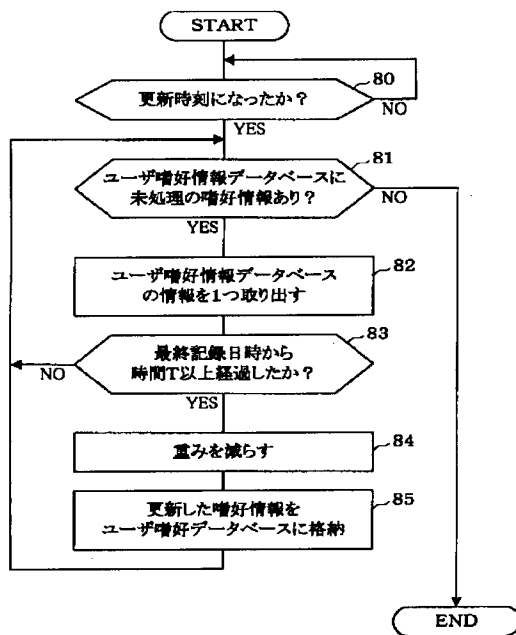 START
80
更新時刻になったか?
NO
YES
81
ユーザ嗜好情報データベースに
未処理の嗜好情報あり?
NO
YES
82
ユーザ嗜好情報データベース
の情報を1つ取り出す
83
最終記録日時から
時間T以上経過したか?
NO
YES
84
重みを減らす
85
更新した嗜好情報を
ユーザ嗜好データベースに格納
END